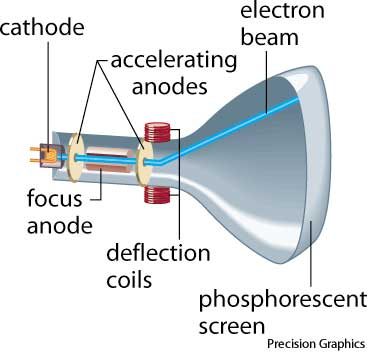 electron
beam
cathode
accelerating
anodes
focus
anode
deflection
coils
phosphorescent
screen
Precision Graphics